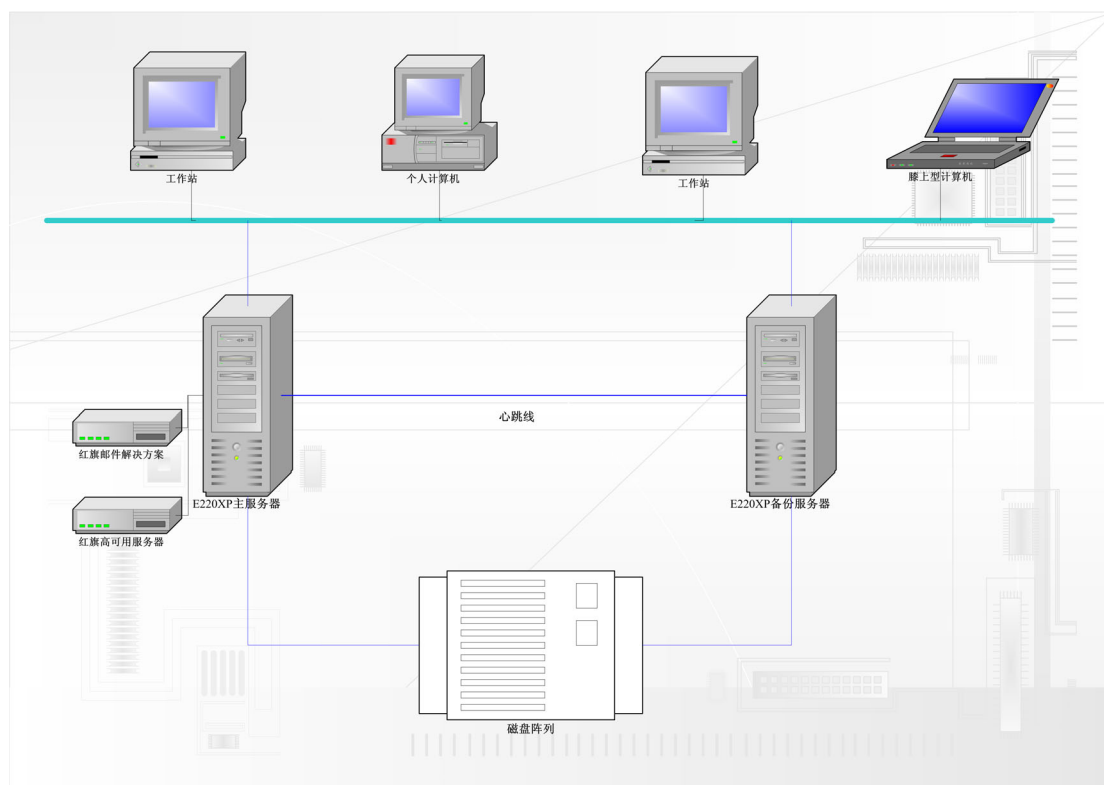 工作站
个人计算机
工作站
膝上型计算机
心跳线
红旗邮件解决方案
E220XP主服务器
E220XP备份服务器
红旗高可用服务器
磁盘阵列